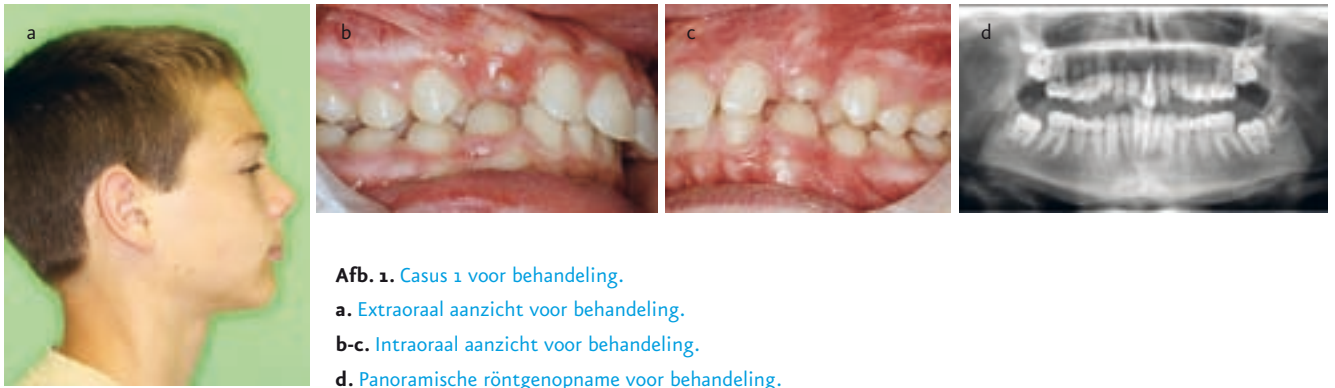 a
b
c
d
Afb. 1. Casus 1 voor behandeling.
a. Extraoraal aanzicht voor behandeling.
b-c. Intraoraal aanzicht voor behandeling.
d. Panoramische röntgenopname voor behandeling.